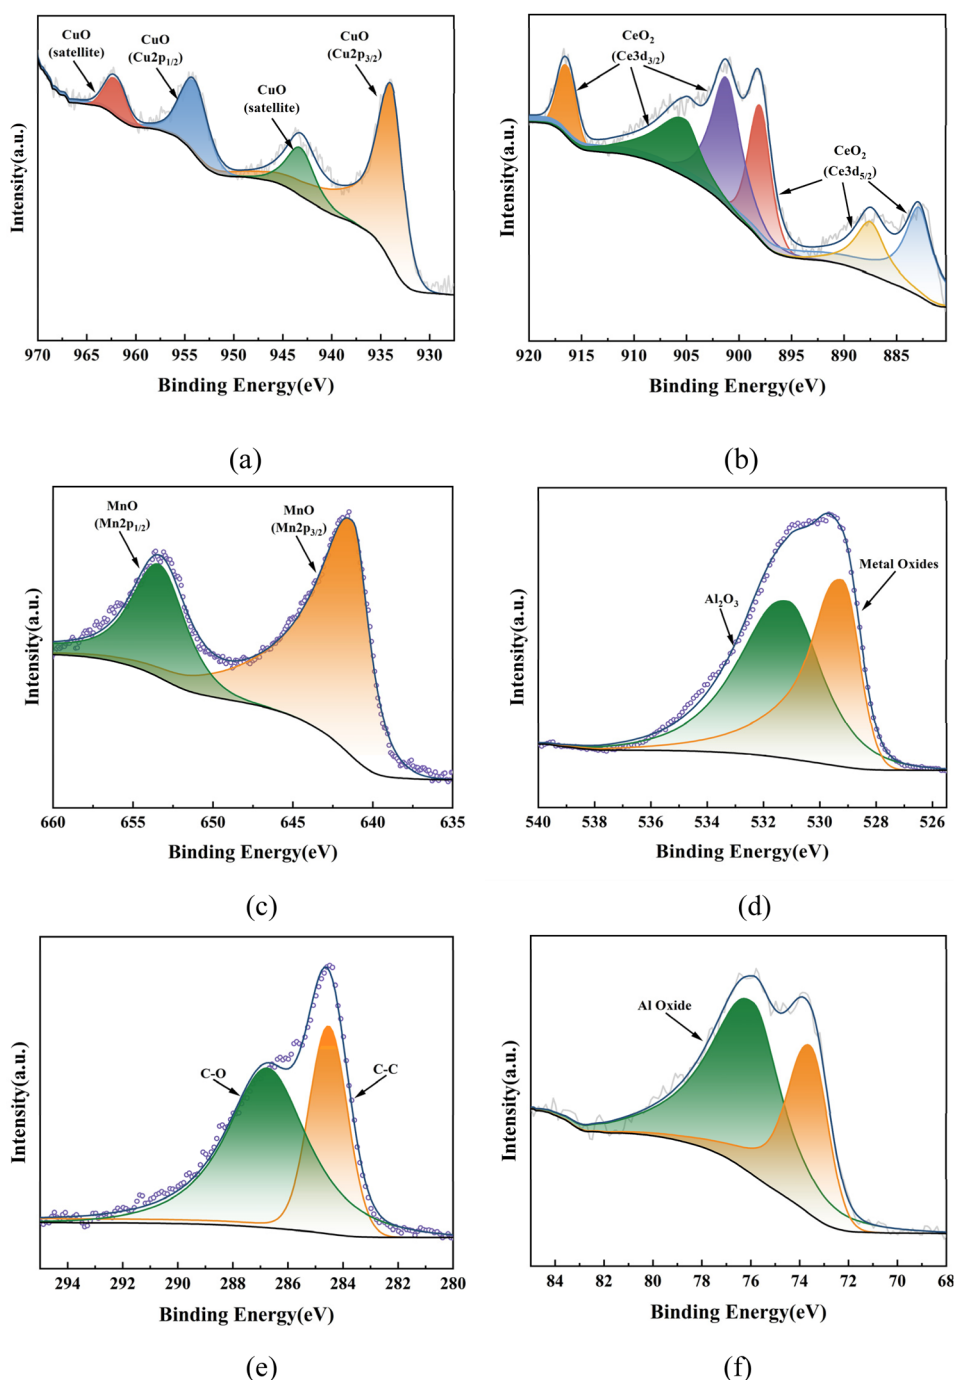 CuO
(satellite)
CuO
(Cu2p1/2)
CuO
(satellite)
CuO
(Cu2p3/2)
Intensity(a.u.)
970 965 960 955 950 945 940 935 930
Binding Energy(eV)
(a)
CeO2
(Ce3d3/2)
CeO2
(Ce3d5/2)
Intensity(a.u.)
920 915 910 905 900 895 890 885
Binding Energy(eV)
(b)
MnO
(Mn2p1/2)
MnO
(Mn2p3/2)
Intensity(a.u.)
660 655 650 645 640 635
Binding Energy(eV)
(c)
Al2O3
Metal Oxides
Intensity(a.u.)
540 538 536 534 532 530 528 526
Binding Energy(eV)
(d)
C-O
C-C
Intensity(a.u.)
294 292 290 288 286 284 282 280
Binding Energy(eV)
(e)
Al Oxide
Intensity(a.u.)
84 82 80 78 76 74 72 70 68
Binding Energy(eV)
(f)